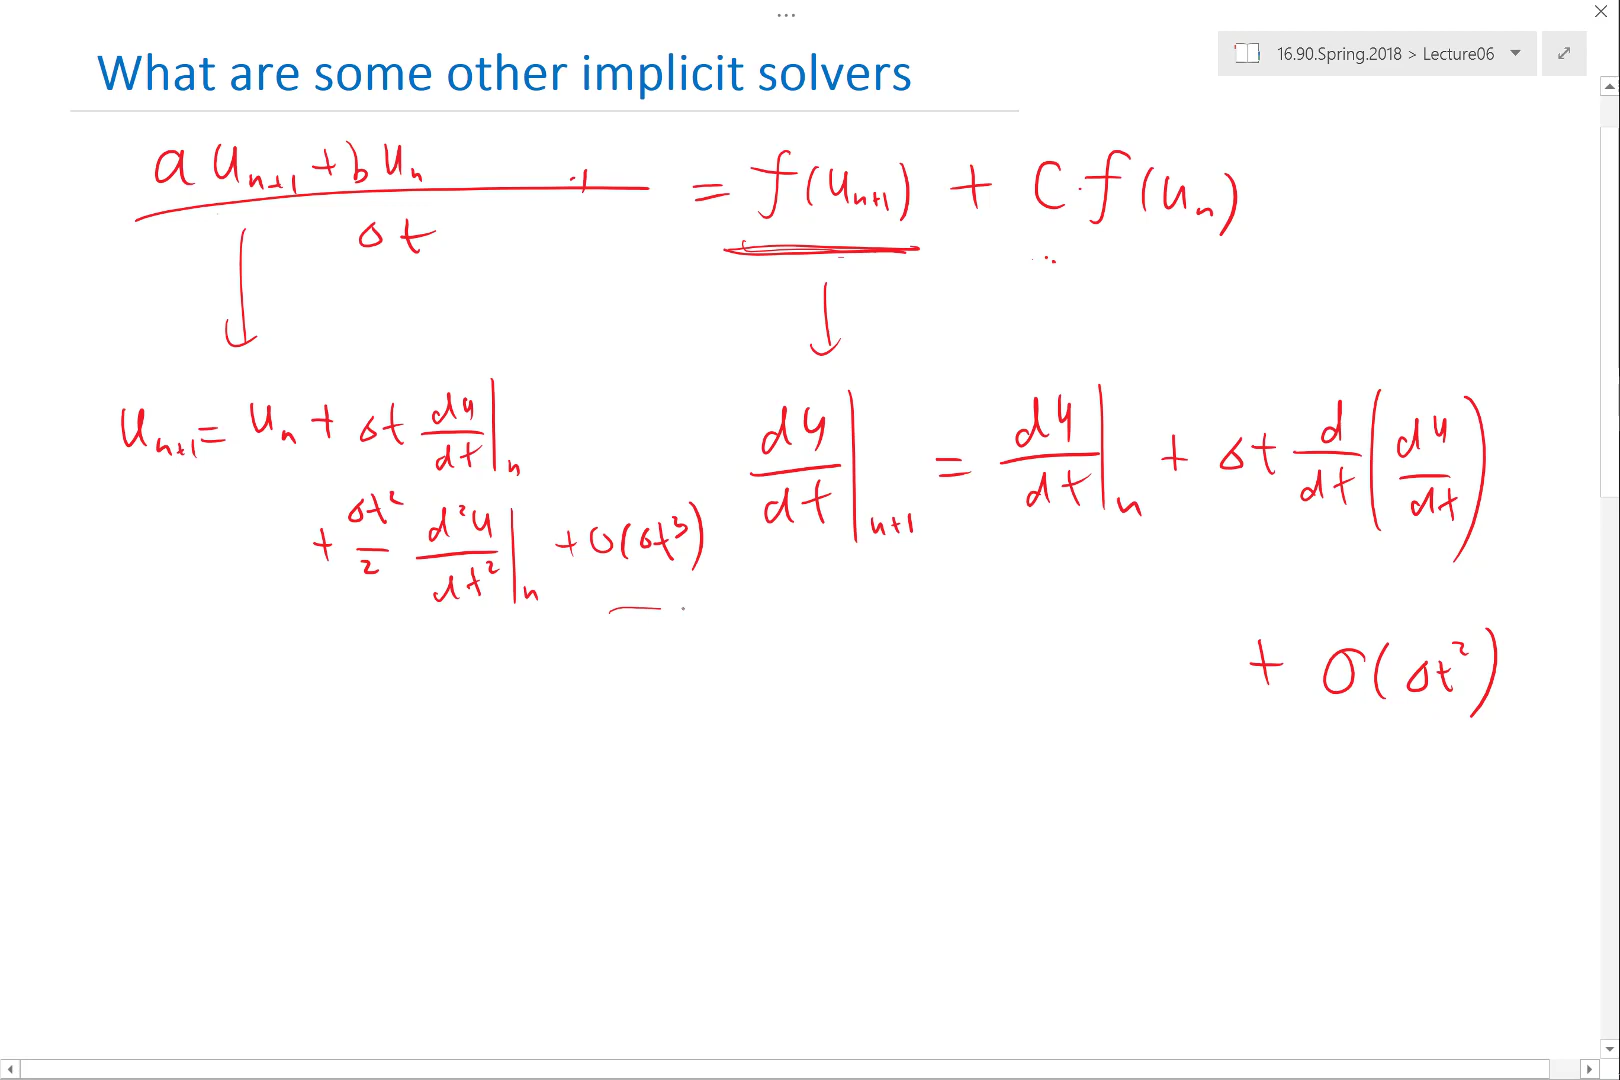 16.90.Spring.2018 > Lecture06
What are some other implicit solvers
(a u_{n+1} + b u_n) / Δt = f(u_{n+1}) + C · f(u_n)
u_{n+1} = u_n + Δt du/dt |_n
+ Δt²/2 d²u/dt² |_n + O(Δt³)
du/dt |_{n+1} = du/dt |_n + Δt d/dt (du/dt)
+ O(Δt²)